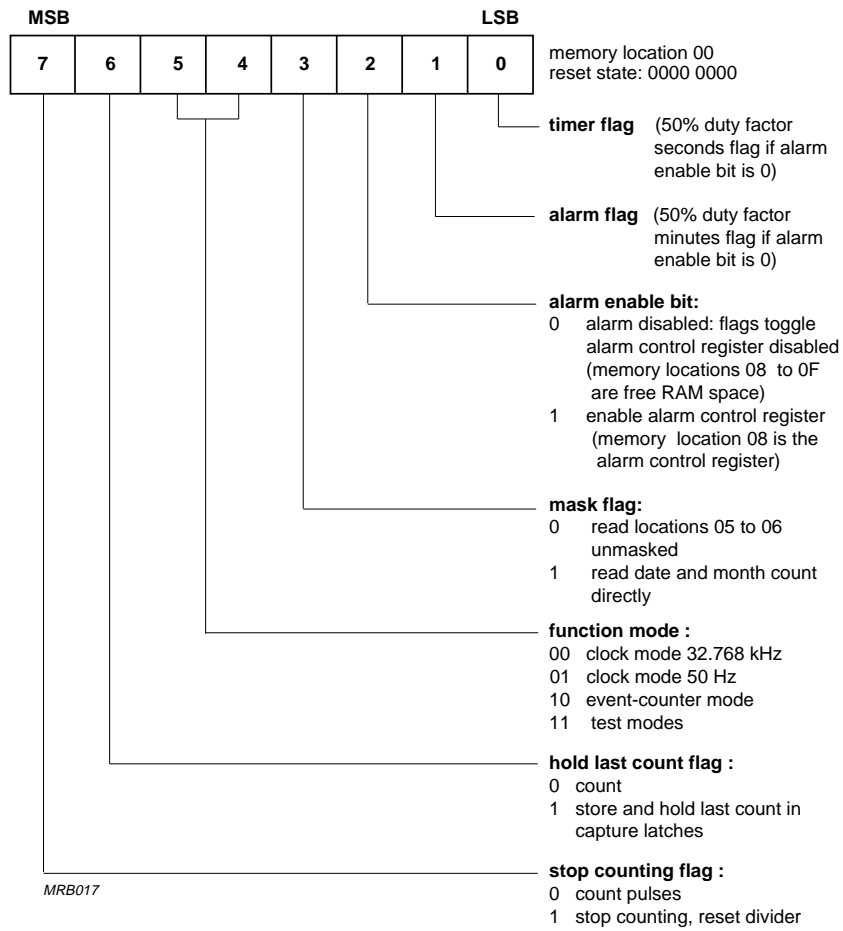 MSB LSB
7 6 5 4 3 2 1 0
memory location 00
reset state: 0000 0000
timer flag (50% duty factor
seconds flag if alarm
enable bit is 0)
alarm flag (50% duty factor
minutes flag if alarm
enable bit is 0)
alarm enable bit:
0 alarm disabled: flags toggle
alarm control register disabled
(memory locations 08 to 0F
are free RAM space)
1 enable alarm control register
(memory location 08 is the
alarm control register)
mask flag:
0 read locations 05 to 06
unmasked
1 read date and month count
directly
function mode :
00 clock mode 32.768 kHz
01 clock mode 50 Hz
10 event-counter mode
11 test modes
hold last count flag :
0 count
1 store and hold last count in
capture latches
stop counting flag :
0 count pulses
1 stop counting, reset divider
MRB017